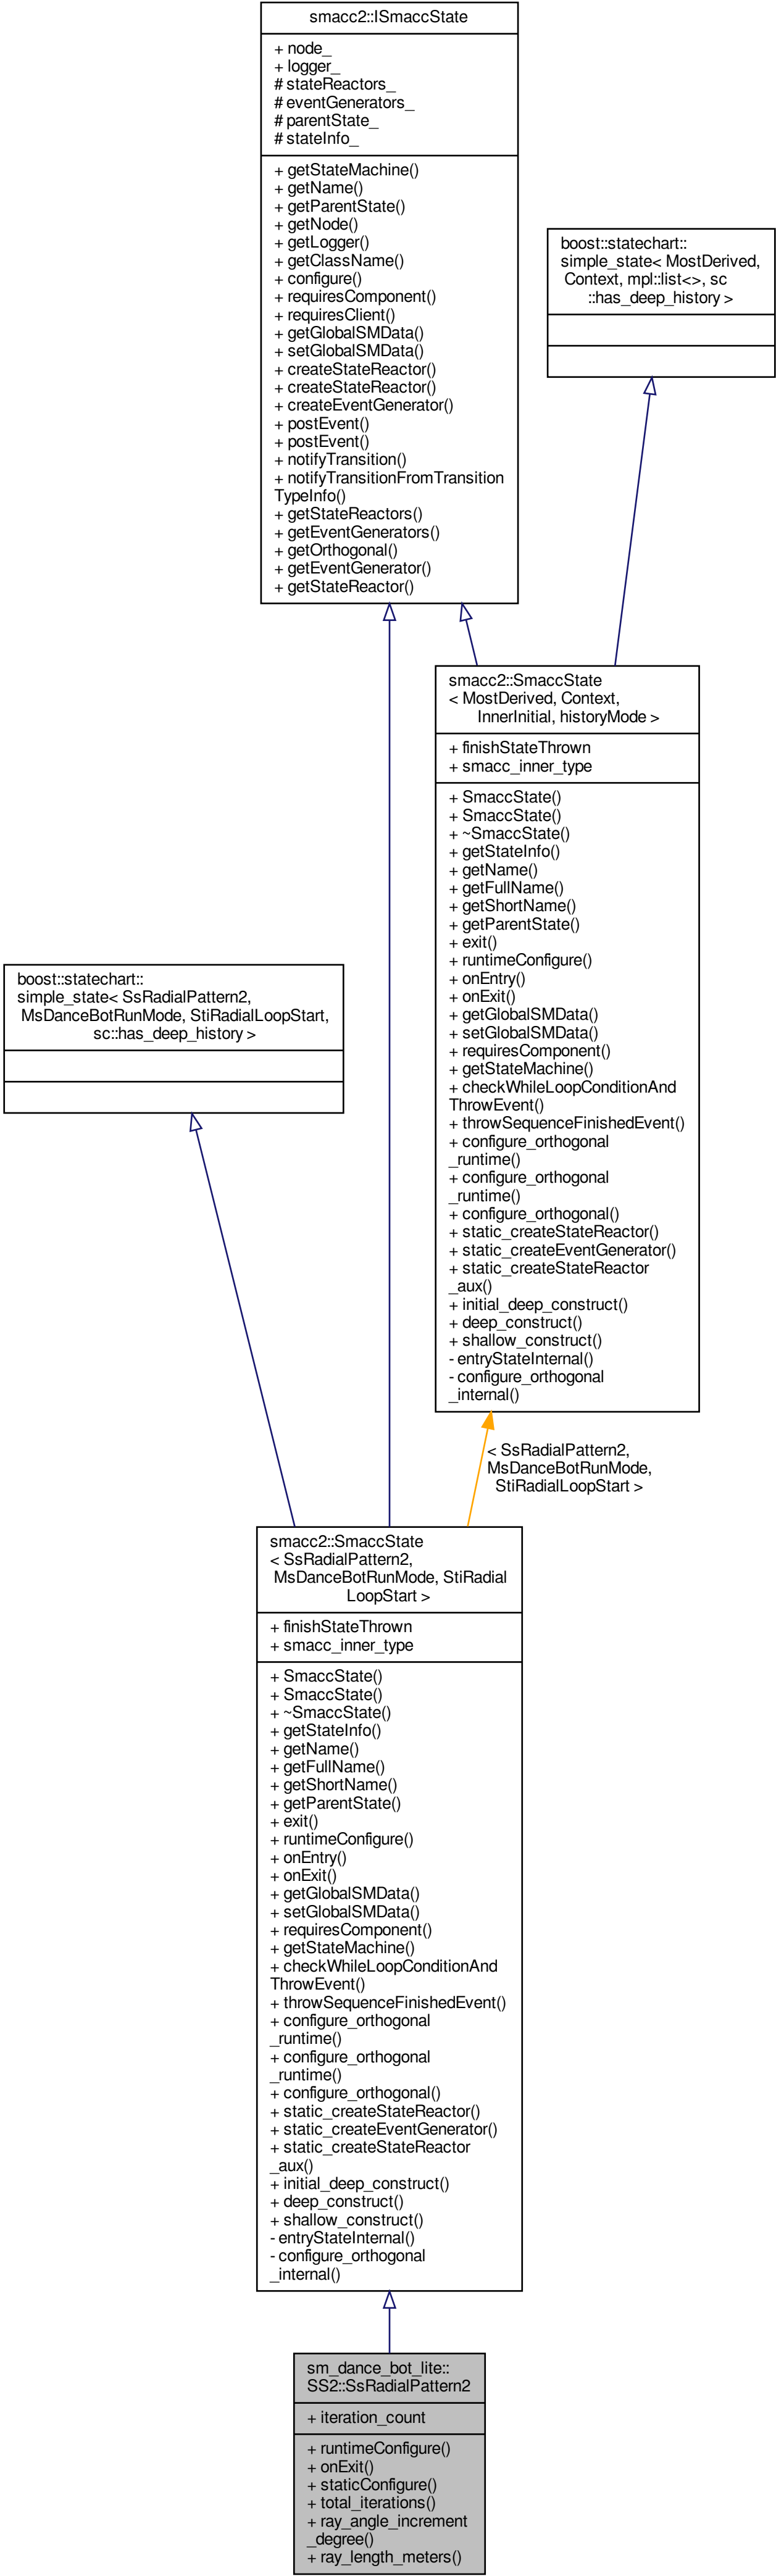 smacc2::ISmaccState
+ node_
+ logger_
# stateReactors_
# eventGenerators_
# parentState_
# stateInfo_
+ getStateMachine()
+ getName()
+ getParentState()
+ getNode()
+ getLogger()
+ getClassName()
+ configure()
+ requiresComponent()
+ requiresClient()
+ getGlobalSMData()
+ setGlobalSMData()
+ createStateReactor()
+ createStateReactor()
+ createEventGenerator()
+ postEvent()
+ postEvent()
+ notifyTransition()
+ notifyTransitionFromTransition
TypeInfo()
+ getStateReactors()
+ getEventGenerators()
+ getOrthogonal()
+ getEventGenerator()
+ getStateReactor()
boost::statechart::
simple_state< MostDerived,
Context, mpl::list<>, sc
::has_deep_history >
smacc2::SmaccState
< MostDerived, Context,
InnerInitial, historyMode >
+ finishStateThrown
+ smacc_inner_type
+ SmaccState()
+ SmaccState()
+ ~SmaccState()
+ getStateInfo()
+ getName()
+ getFullName()
+ getShortName()
+ getParentState()
+ exit()
+ runtimeConfigure()
+ onEntry()
+ onExit()
+ getGlobalSMData()
+ setGlobalSMData()
+ requiresComponent()
+ getStateMachine()
+ checkWhileLoopConditionAnd
ThrowEvent()
+ throwSequenceFinishedEvent()
+ configure_orthogonal
_runtime()
+ configure_orthogonal
_runtime()
+ configure_orthogonal()
+ static_createStateReactor()
+ static_createEventGenerator()
+ static_createStateReactor
_aux()
+ initial_deep_construct()
+ deep_construct()
+ shallow_construct()
- entryStateInternal()
- configure_orthogonal
_internal()
boost::statechart::
simple_state< SsRadialPattern2,
MsDanceBotRunMode, StiRadialLoopStart,
sc::has_deep_history >
< SsRadialPattern2,
MsDanceBotRunMode,
StiRadialLoopStart >
smacc2::SmaccState
< SsRadialPattern2,
MsDanceBotRunMode, StiRadial
LoopStart >
+ finishStateThrown
+ smacc_inner_type
+ SmaccState()
+ SmaccState()
+ ~SmaccState()
+ getStateInfo()
+ getName()
+ getFullName()
+ getShortName()
+ getParentState()
+ exit()
+ runtimeConfigure()
+ onEntry()
+ onExit()
+ getGlobalSMData()
+ setGlobalSMData()
+ requiresComponent()
+ getStateMachine()
+ checkWhileLoopConditionAnd
ThrowEvent()
+ throwSequenceFinishedEvent()
+ configure_orthogonal
_runtime()
+ configure_orthogonal
_runtime()
+ configure_orthogonal()
+ static_createStateReactor()
+ static_createEventGenerator()
+ static_createStateReactor
_aux()
+ initial_deep_construct()
+ deep_construct()
+ shallow_construct()
- entryStateInternal()
- configure_orthogonal
_internal()
sm_dance_bot_lite::
SS2::SsRadialPattern2
+ iteration_count
+ runtimeConfigure()
+ onExit()
+ staticConfigure()
+ total_iterations()
+ ray_angle_increment
_degree()
+ ray_length_meters()